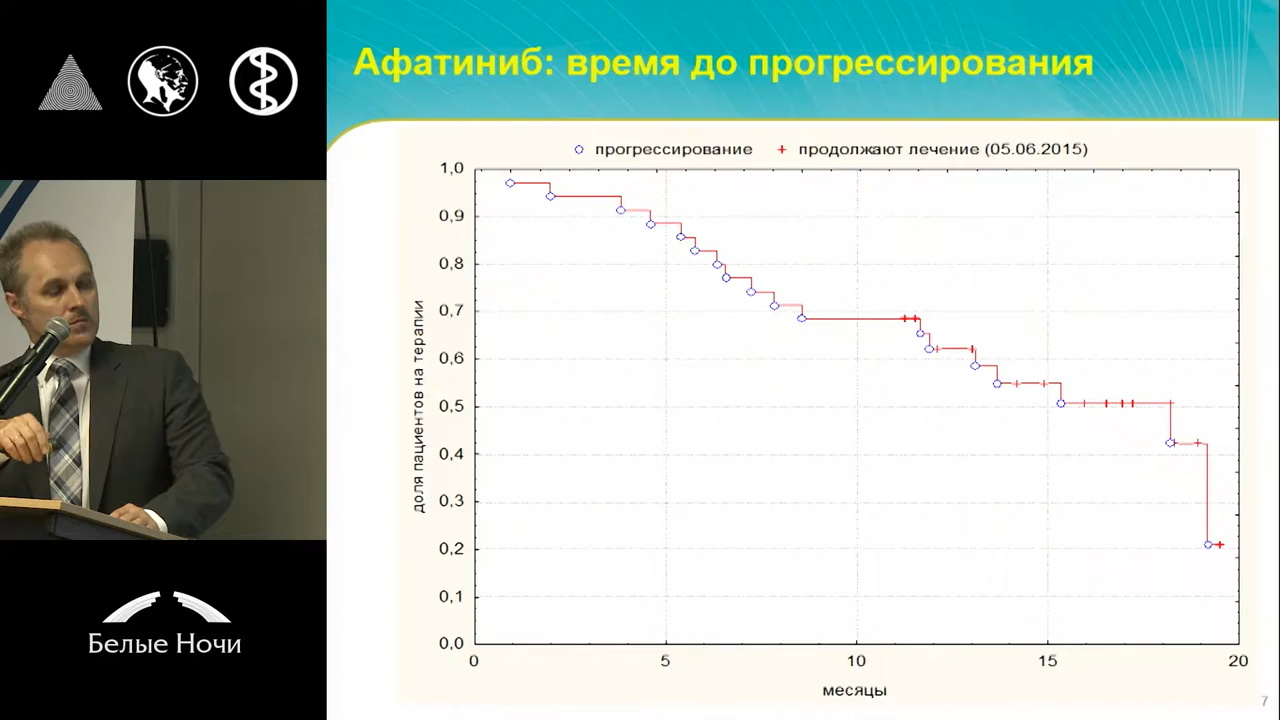 Афатиниб: время до прогрессирования
прогрессирование
продолжают лечение (05.06.2015)
доля пациентов на терапии
1,0
0,9
0,8
0,7
0,6
0,5
0,4
0,3
0,2
0,1
0,0
0 5 10 15 20
месяцы
7
Белые Ночи